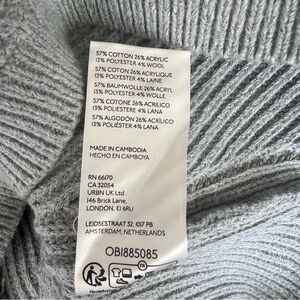 57% COTTON 26% ACRYLIC
13% POLYESTER 4% WOOL
57% COTON 26% ACRYLIQUE
13% POLYESTER 4% LAINE
57% BAUMWOLLE 26% ACRYL
13% POLYESTER 4% WOLLE
57% COTONE 26% ACRILICO
13% POLIESTERE 4% LANA
57% ALGODÓN 26% ACRÍLICO
13% POLIÉSTER 4% LANA
MADE IN CAMBODIA
HECHO EN CAMBOYA
RN 66170
CA 32054
URBN UK Ltd.
146 Brick Lane,
LONDON, E1 6RU
LEIDSESTRAAT 32, 1017 PB
AMSTERDAM, NETHERLANDS
OB1885085
FR